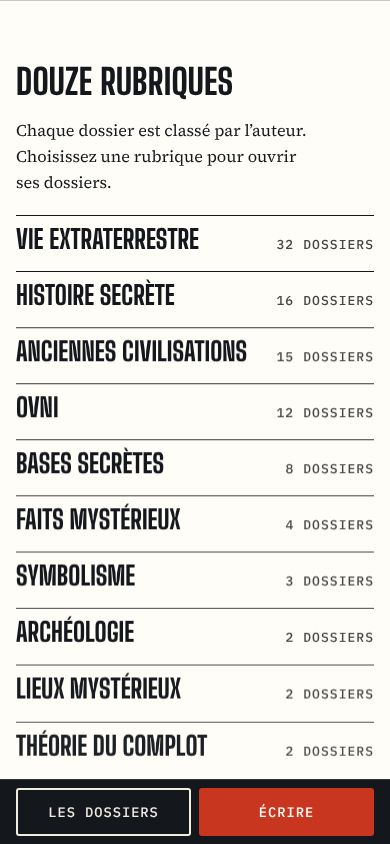 DOUZE RUBRIQUES
Chaque dossier est classé par l’auteur.
Choisissez une rubrique pour ouvrir
ses dossiers.
VIE EXTRATERRESTRE 32 DOSSIERS
HISTOIRE SECRÈTE 16 DOSSIERS
ANCIENNES CIVILISATIONS 15 DOSSIERS
OVNI 12 DOSSIERS
BASES SECRÈTES 8 DOSSIERS
FAITS MYSTÉRIEUX 4 DOSSIERS
SYMBOLISME 3 DOSSIERS
ARCHÉOLOGIE 2 DOSSIERS
LIEUX MYSTÉRIEUX 2 DOSSIERS
THÉORIE DU COMPLOT 2 DOSSIERS
LES DOSSIERS ÉCRIRE